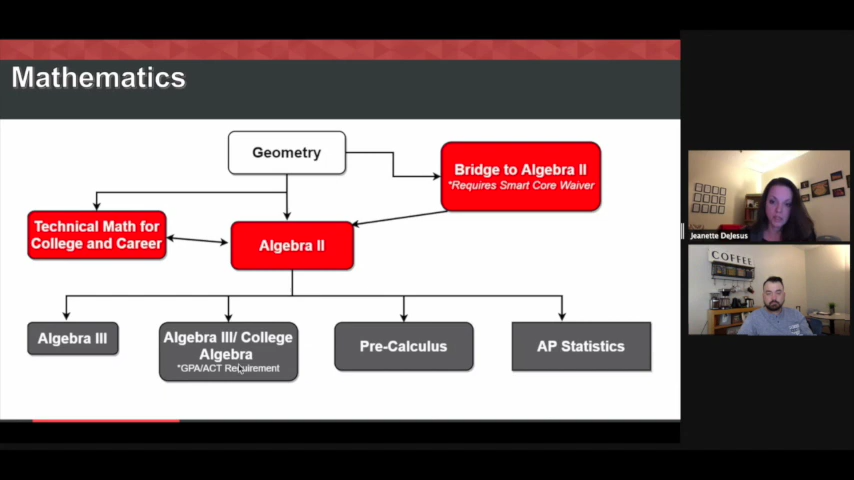 Mathematics
Geometry
Bridge to Algebra II
*Requires Smart Core Waiver
Technical Math for
College and Career
Algebra II
Algebra III
Algebra III/ College
Algebra
*GPA/ACT Requirement
Pre-Calculus
AP Statistics
Jeanette DeJesus
COFFEE